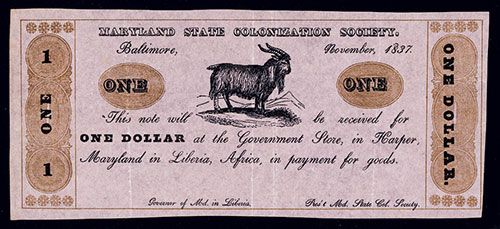 MARYLAND STATE COLONIZATION SOCIETY.
Baltimore, November, 1837.
1
ONE
1
ONE
ONE
ONE DOLLAR.
This note will be received for
ONE DOLLAR at the Government Store, in Harper,
Maryland in Liberia, Africa, in payment for goods.
Governor of Md. in Liberia. Pres't Md. State Col. Society.